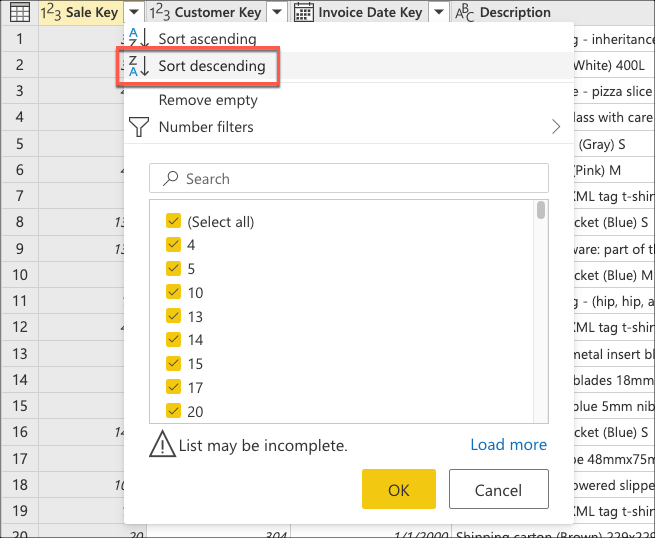 1²3 Sale Key 1²3 Customer Key Invoice Date Key ABC Description
Sort ascending
Sort descending
Remove empty
Number filters
Search
(Select all)
4
5
10
13
14
15
17
20
List may be incomplete. Load more
OK Cancel
1 g - inheritance
2 White) 400L
3 e - pizza slice
4 lass with care
5 (Gray) S
6 (Pink) M
7 XML tag t-shir
8 13 cket (Blue) S
9 13 ware: part of th
10 cket (Blue) M
11 g - (hip, hip, a
12 XML tag t-shir
13 metal insert bl
14 blades 18mm
15 blue 5mm nib
16 14 cket (Blue) S
17 pe 48mmx75m
18 10 owered slippe
19 XML tag t-shir
20 20 304 1/1/2000 Shipping carton (Brown) 229x229